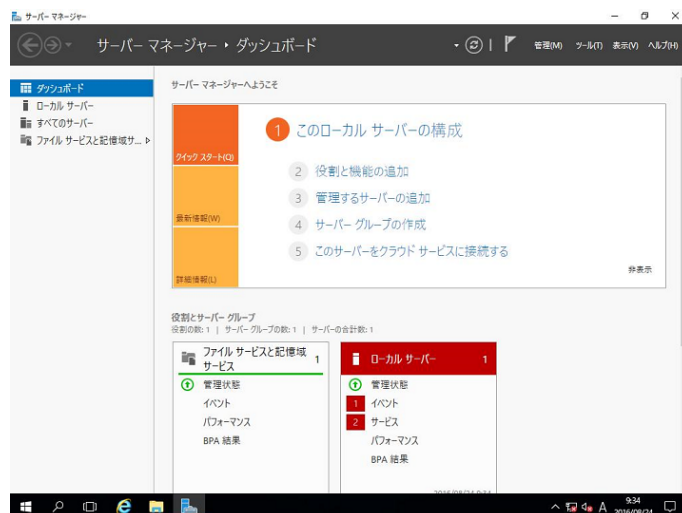 サーバー マネージャー
サーバー マネージャー ・ ダッシュボード
管理(M) ツール(T) 表示(V) ヘルプ(H)
ダッシュボード
ローカル サーバー
すべてのサーバー
ファイル サービスと記憶域サ...
サーバー マネージャーへようこそ
クイック スタート(Q)
最新情報(W)
詳細情報(L)
1 このローカル サーバーの構成
2 役割と機能の追加
3 管理するサーバーの追加
4 サーバー グループの作成
5 このサーバーをクラウド サービスに接続する
非表示
役割とサーバー グループ
役割の数: 1 | サーバー グループの数: 1 | サーバーの合計数: 1
ファイル サービスと記憶域 1
サービス
管理状態
イベント
パフォーマンス
BPA 結果
ローカル サーバー 1
管理状態
1 イベント
2 サービス
パフォーマンス
BPA 結果
A
9:34
2016/08/24